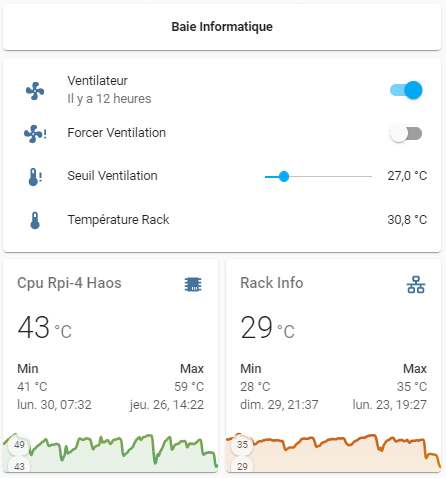 Baie Informatique
Ventilateur
Il y a 12 heures
Forcer Ventilation
Seuil Ventilation 27,0 °C
Température Rack 30,8 °C
Cpu Rpi-4 Haos
43 °C
Min Max
41 °C 59 °C
lun. 30, 07:32 jeu. 26, 14:22
49
43
Rack Info
29 °C
Min Max
28 °C 35 °C
dim. 29, 21:37 lun. 23, 19:27
35
29